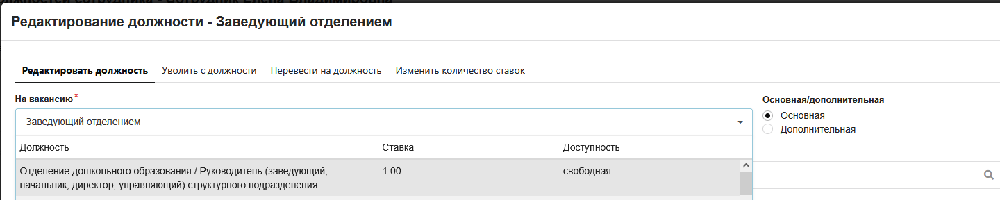 Редактирование должности - Заведующий отделением
Редактировать должность Уволить с должности Перевести на должность Изменить количество ставок
На вакансию *
Основная/дополнительная
Заведующий отделением
Основная
Дополнительная
Должность Ставка Доступность
Отделение дошкольного образования / Руководитель (заведующий, 1.00 свободная
начальник, директор, управляющий) структурного подразделения